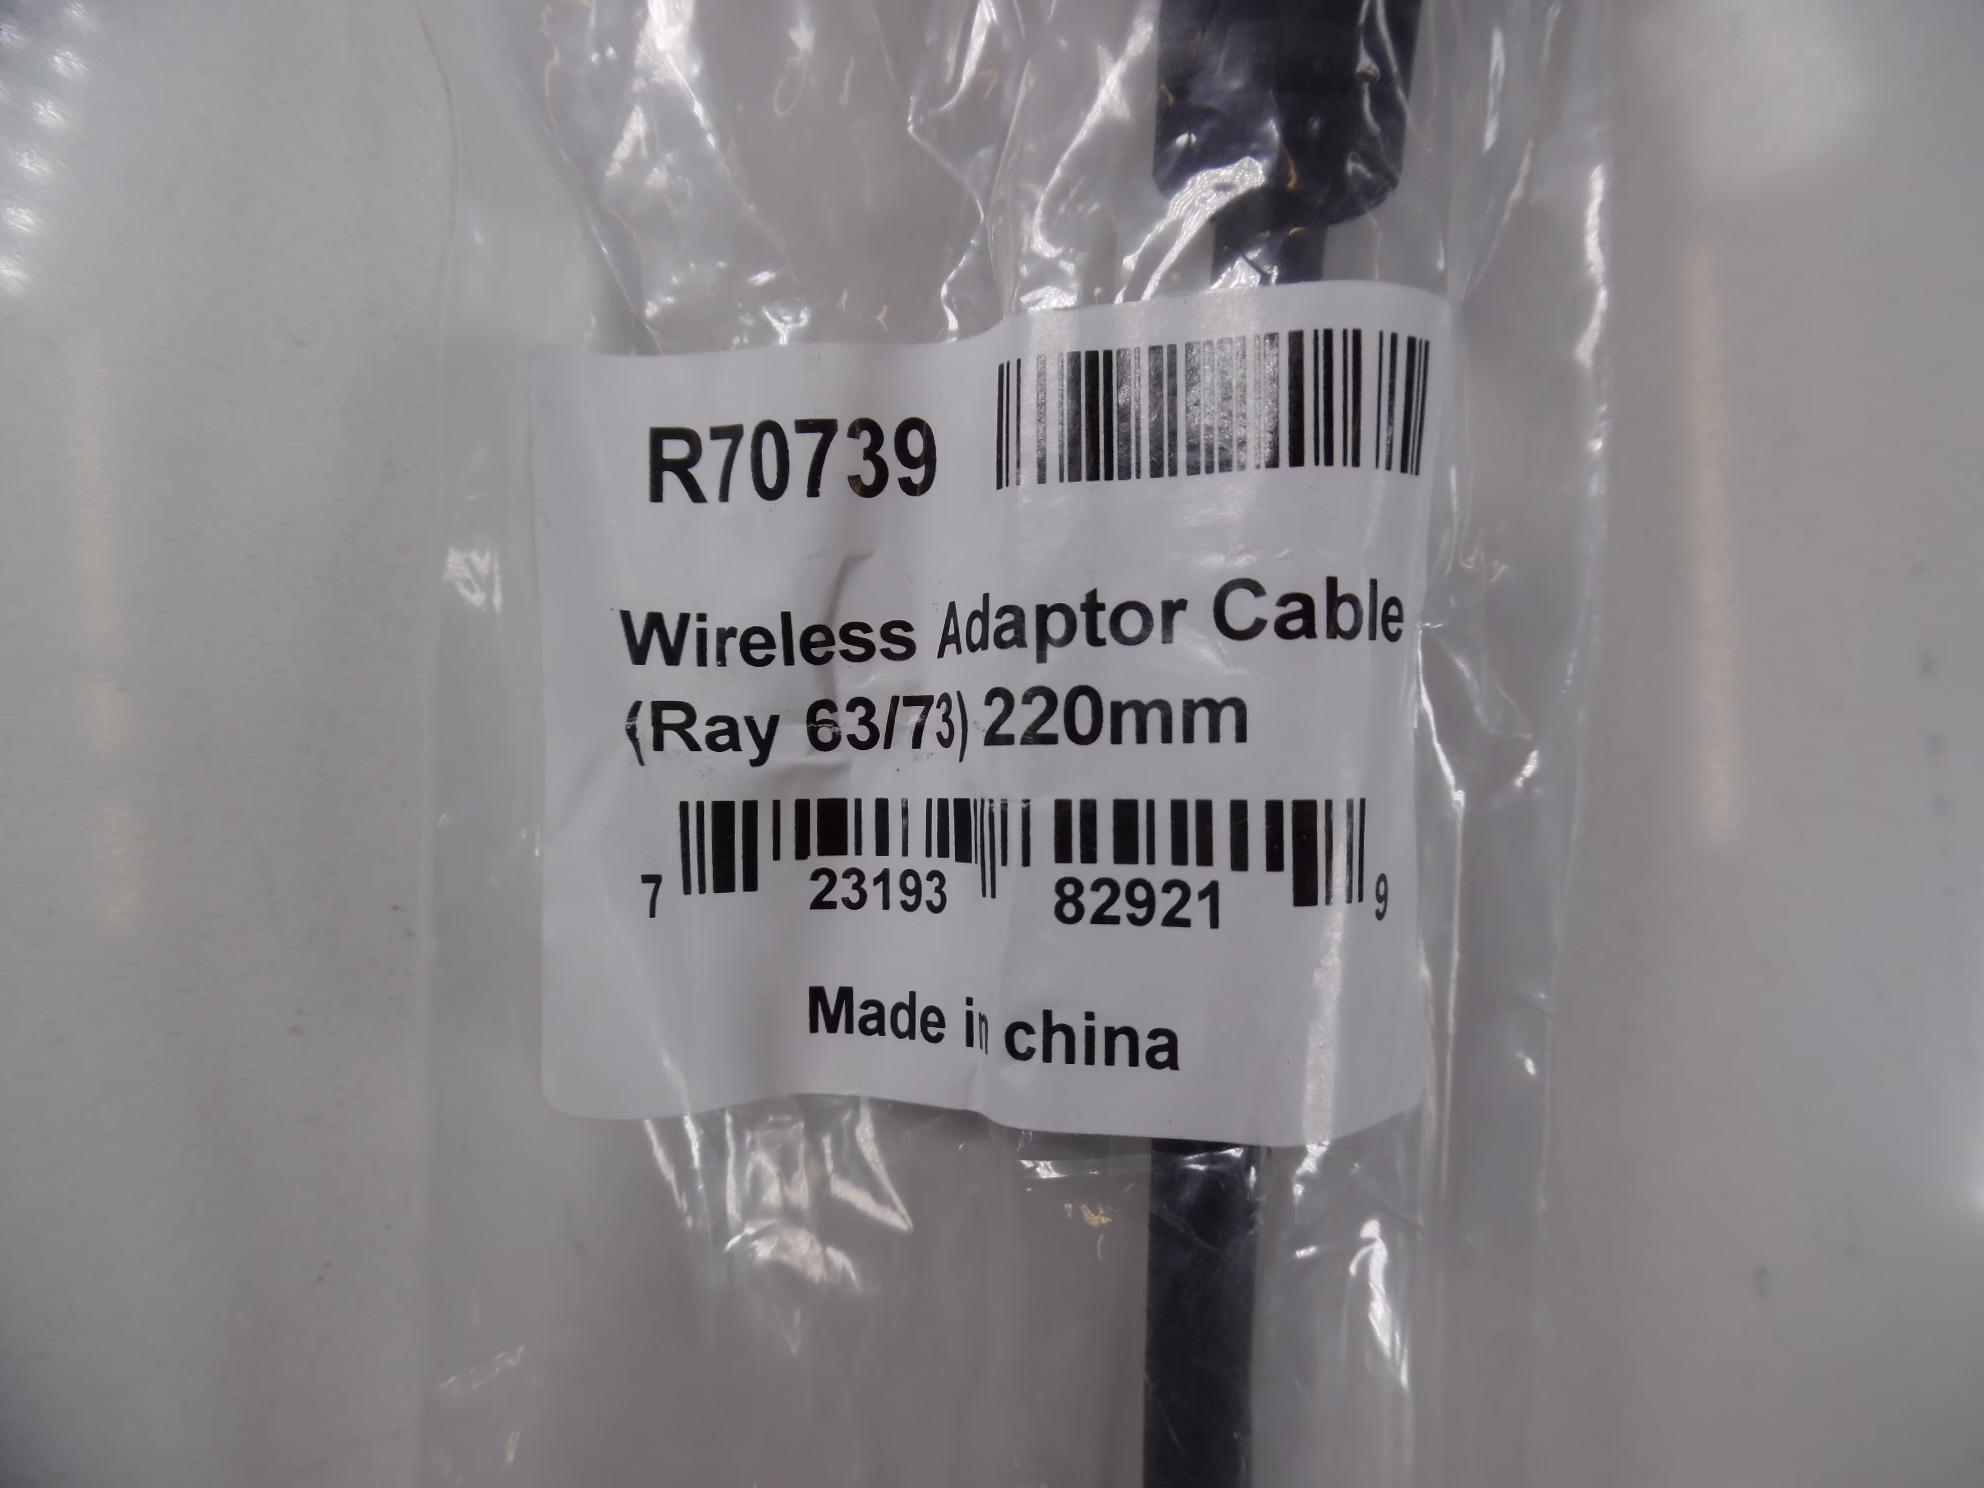 R70739
Wireless Adaptor Cable
(Ray 63/73) 220mm
7 23193 82921 9
Made in china